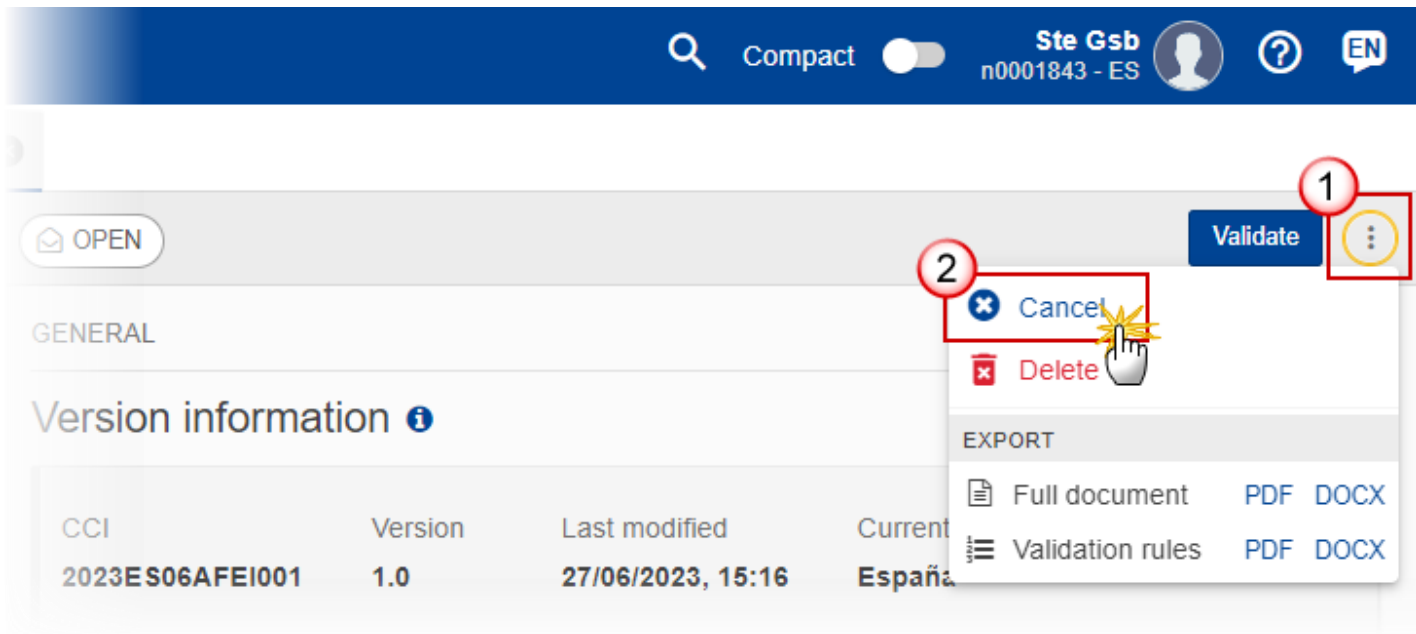 Compact
Ste Gsb
n0001843 - ES
EN
1
OPEN
Validate
2
Cancel
GENERAL
Delete
Version information
EXPORT
Full document PDF DOCX
CCI Version Last modified Current
Validation rules PDF DOCX
2023ES06AFEI001 1.0 27/06/2023, 15:16 España